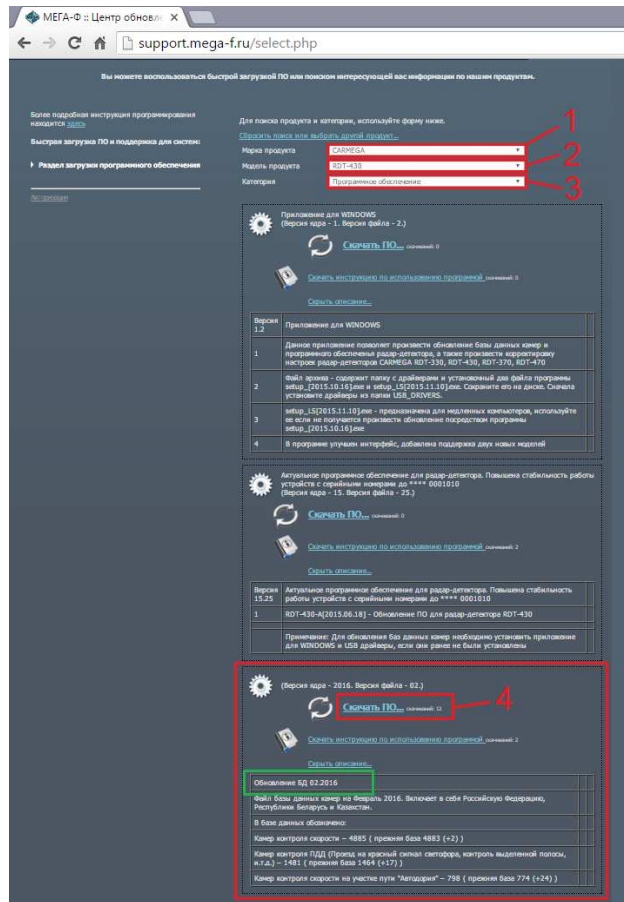 МЕГА-Ф :: Центр обновле
support.mega-f.ru/select.php
Вы можете воспользоваться быстрой загрузкой ПО или поиском интересующей вас информации по нашим продуктам.
Более подробная инструкция программирования
находится здесь
Быстрая загрузка ПО и поддержка для систем:
Раздел загрузки программного обеспечения
Для поиска продукта и категории, используйте форму ниже.
Сбросить поиск или выбрать другой продукт...
Марка продукта CARMEGA 1
Модель продукта RDT-430 2
Категория Программное обеспечение 3
Приложение для WINDOWS
(Версия ядра - 1. Версия файла - 2.)
Скачать ПО... скачиваний: 0
Скачать инструкцию по использованию программой скачиваний: 0
Скрыть описание...
Версия
1.2
Приложение для WINDOWS
1
Данное приложение позволяет произвести обновление базы данных камер и
программного обеспеченья радар-детектора, а также произвести корректировку
настроек радар-детекторов CARMEGA RDT-330, RDT-430, RDT-370, RDT-470
2
Файл архива - содержит папку с драйверами и установочный два файла программы
setup_[2015.10.16].exe и setup_LS[2015.11.10].exe. Сохраните его на диске. Сначала
установите драйверы из папки USB_DRIVERS.
3
setup_LS[2015.11.10].exe - предназначена для медленных компьютеров, используйте
ее если не получается произвести обновление посредством программы
setup_[2015.10.16].exe
4 В программе улучшен интерфейс, добавлена поддержка двух новых моделей
Актуальное программное обеспечение для радар-детектора. Повышена стабильность работы
устройств с серийными номерами до **** 0001010
(Версия ядра - 15. Версия файла - 25.)
Скачать ПО... скачиваний: 0
Скачать инструкцию по использованию программой скачиваний: 2
Скрыть описание...
Версия
15.25
Актуальное программное обеспечение для радар-детектора. Повышена стабильность
работы устройств с серийными номерами до **** 0001010
1 RDT-430-A[2015.06.18] - Обновление ПО для радар-детектора RDT-430
Примечание: Для обновления баз данных камер необходимо установить приложение
для WINDOWS и USB драйверы, если они ранее не были установлены
(Версия ядра - 2016. Версия файла - 02.)
Скачать ПО... скачиваний: 12 4
Скачать инструкцию по использованию программой скачиваний: 2
Скрыть описание...
Обновление БД 02.2016
Файл базы данных камер на Февраль 2016. Включает в себя Российскую Федерацию,
Республики Беларусь и Казахстан.
В базе данных обозначено:
Камер контроля скорости – 4885 ( прежняя база 4883 (+2) )
Камер контроля ПДД (Проезд на красный сигнал светофора, контроль выделенной полосы,
и.т.д.) – 1481 ( прежняя база 1464 (+17) )
Камер контроля скорости на участке пути "Автодория" – 798 ( прежняя база 774 (+24) )